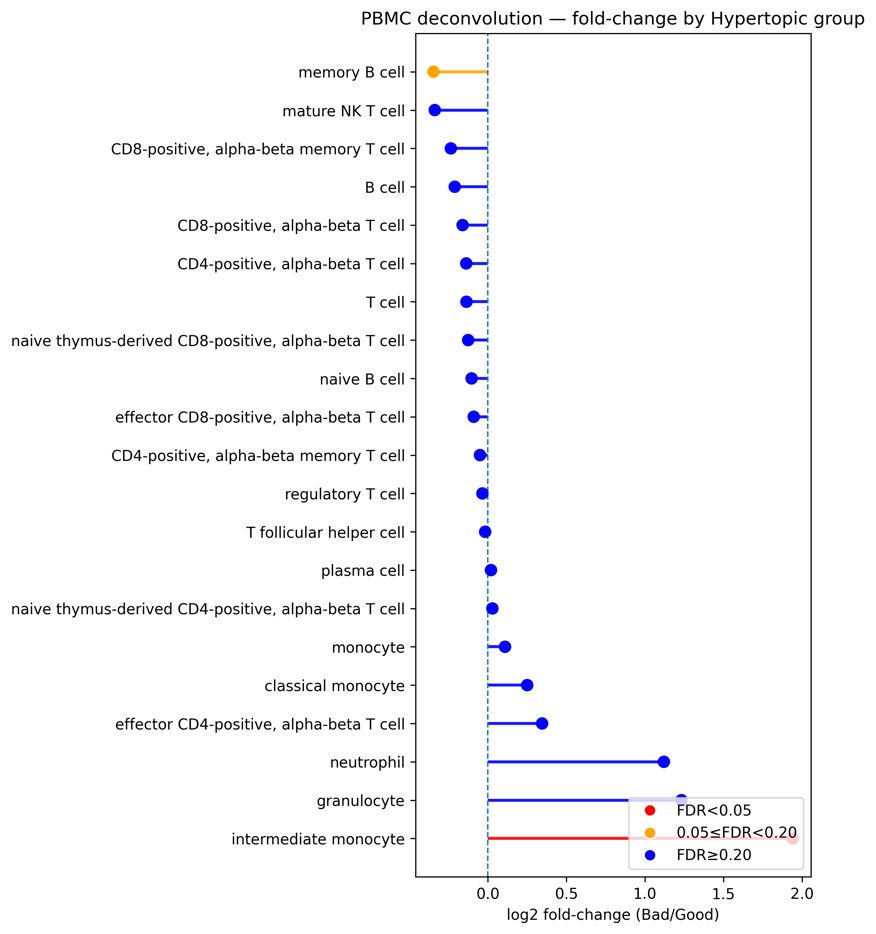 PBMC deconvolution — fold-change by Hypertopic group
memory B cell
mature NK T cell
CD8-positive, alpha-beta memory T cell
B cell
CD8-positive, alpha-beta T cell
CD4-positive, alpha-beta T cell
T cell
naive thymus-derived CD8-positive, alpha-beta T cell
naive B cell
effector CD8-positive, alpha-beta T cell
CD4-positive, alpha-beta memory T cell
regulatory T cell
T follicular helper cell
plasma cell
naive thymus-derived CD4-positive, alpha-beta T cell
monocyte
classical monocyte
effector CD4-positive, alpha-beta T cell
neutrophil
granulocyte
intermediate monocyte
FDR<0.05
0.05≤FDR<0.20
FDR≥0.20
0.0 0.5 1.0 1.5 2.0
log2 fold-change (Bad/Good)